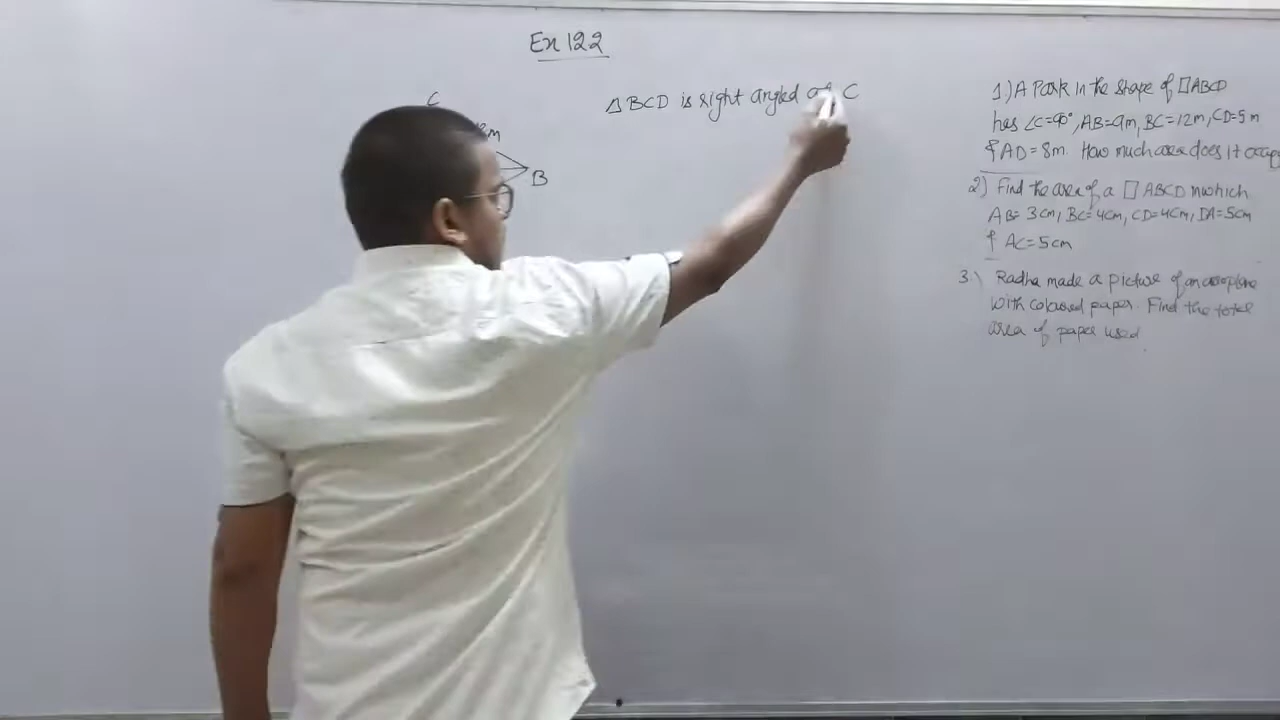 Ex 12.2
C
12m
B
△BCD is right angled at C
1) A Park in the shape of □ABCD
has ∠C=90°, AB=9m, BC=12m, CD=5m
& AD=8m. How much area does it occupy
2) Find the area of a □ ABCD in which
AB=3cm, BC=4cm, CD=4cm, DA=5cm
& AC=5cm
3.) Radha made a picture of an aeroplane
with coloured paper. Find the total
area of paper used.